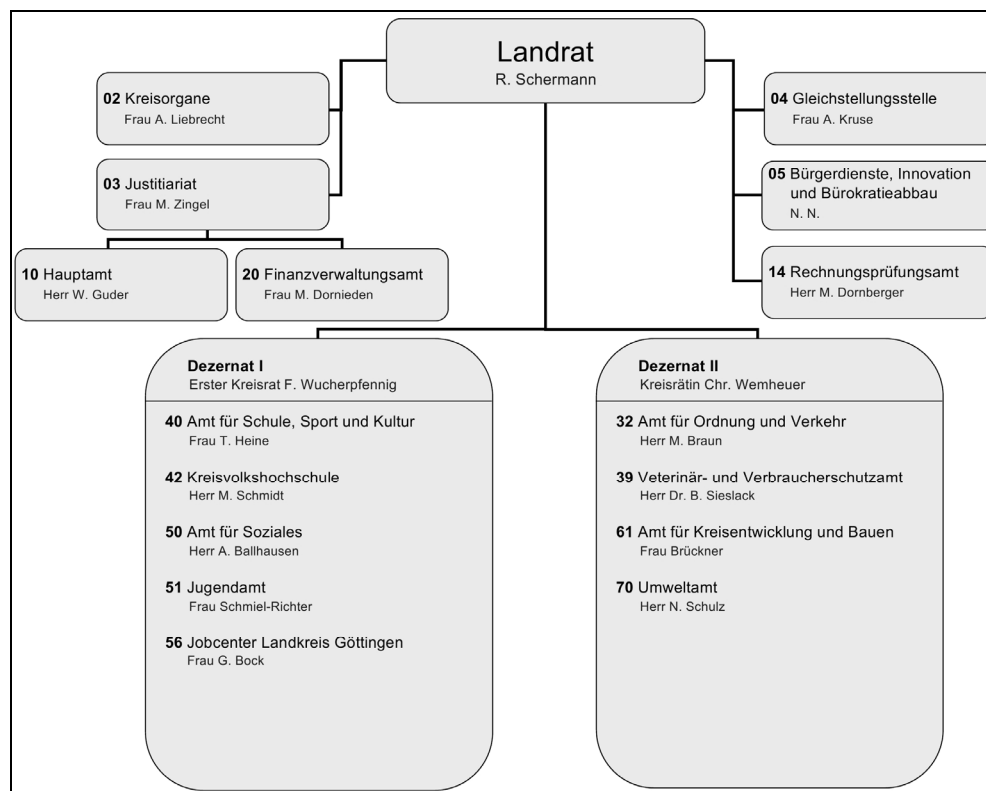 Landrat
R. Schermann
02 Kreisorgane
Frau A. Liebrecht
03 Justitiariat
Frau M. Zingel
10 Hauptamt
Herr W. Guder
20 Finanzverwaltungsamt
Frau M. Dornieden
04 Gleichstellungsstelle
Frau A. Kruse
05 Bürgerdienste, Innovation
und Bürokratieabbau
N. N.
14 Rechnungsprüfungsamt
Herr M. Dornberger
Dezernat I
Erster Kreisrat F. Wucherpfennig
40 Amt für Schule, Sport und Kultur
Frau T. Heine
42 Kreisvolkshochschule
Herr M. Schmidt
50 Amt für Soziales
Herr A. Ballhausen
51 Jugendamt
Frau Schmiel-Richter
56 Jobcenter Landkreis Göttingen
Frau G. Bock
Dezernat II
Kreisrätin Chr. Wemheuer
32 Amt für Ordnung und Verkehr
Herr M. Braun
39 Veterinär- und Verbraucherschutzamt
Herr Dr. B. Sieslack
61 Amt für Kreisentwicklung und Bauen
Frau Brückner
70 Umweltamt
Herr N. Schulz